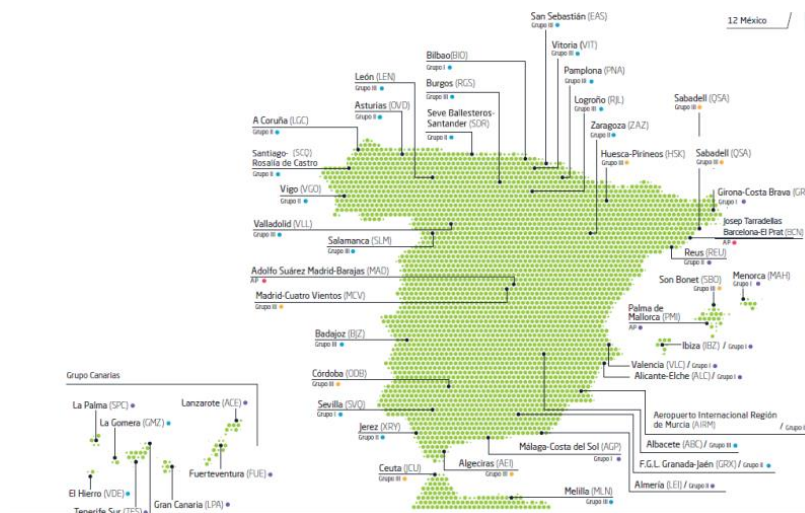 12 México
San Sebastián (EAS)
Grupo III
Vitoria (VIT)
Grupo III
Bilbao(BIO)
Grupo I
Pamplona (PNA)
Grupo III
León (LEN)
Grupo III
Burgos (RGS)
Grupo III
Logroño (RJL)
Grupo III
Sabadell (QSA)
Grupo III
Asturias (OVD)
Grupo II
Seve Ballesteros-
Santander (SDR)
Grupo II
A Coruña (LGC)
Grupo II
Zaragoza (ZAZ)
Grupo II
Santiago- (SCQ)
Rosalía de Castro
Grupo II
Huesca-Pirineos (HSK)
Grupo III
Sabadell (QSA)
Grupo III
Vigo (VGO)
Grupo II
Girona-Costa Brava (GR
Grupo I
Valladolid (VLL)
Grupo III
Josep Tarradellas
Barcelona-El Prat (BCN)
AP
Salamanca (SLM)
Grupo III
Reus (REU)
Grupo II
Adolfo Suárez Madrid-Barajas (MAD)
AP
Son Bonet (SBO)
Grupo III
Menorca (MAH)
Grupo I
Madrid-Cuatro Vientos (MCV)
Grupo III
Palma de
Mallorca (PMI)
AP
Badajoz (BJZ)
Grupo III
Ibiza (IBZ) / Grupo I
Valencia (VLC) / Grupo I
Alicante-Elche (ALC) / Grupo I
Córdoba (ODB)
Grupo III
Grupo Canarias
La Palma (SPC)
Lanzarote (ACE)
La Gomera (GMZ)
Sevilla (SVQ)
Grupo I
Aeropuerto Internacional Región
de Murcia (AIRM)
/ Grupo
Jerez (XRY)
Grupo II
Málaga-Costa del Sol (AGP)
Grupo I
Albacete (ABC) / Grupo III
Fuerteventura (FUE)
Ceuta (JCU)
Grupo III
Algeciras (AEI)
Grupo III
F.G.L. Granada-Jaén (GRX) / Grupo II
Almería (LEI) / Grupo II
El Hierro (VDE)
Gran Canaria (LPA)
Tenerife Sur (TFS)
Melilla (MLN)
Grupo III